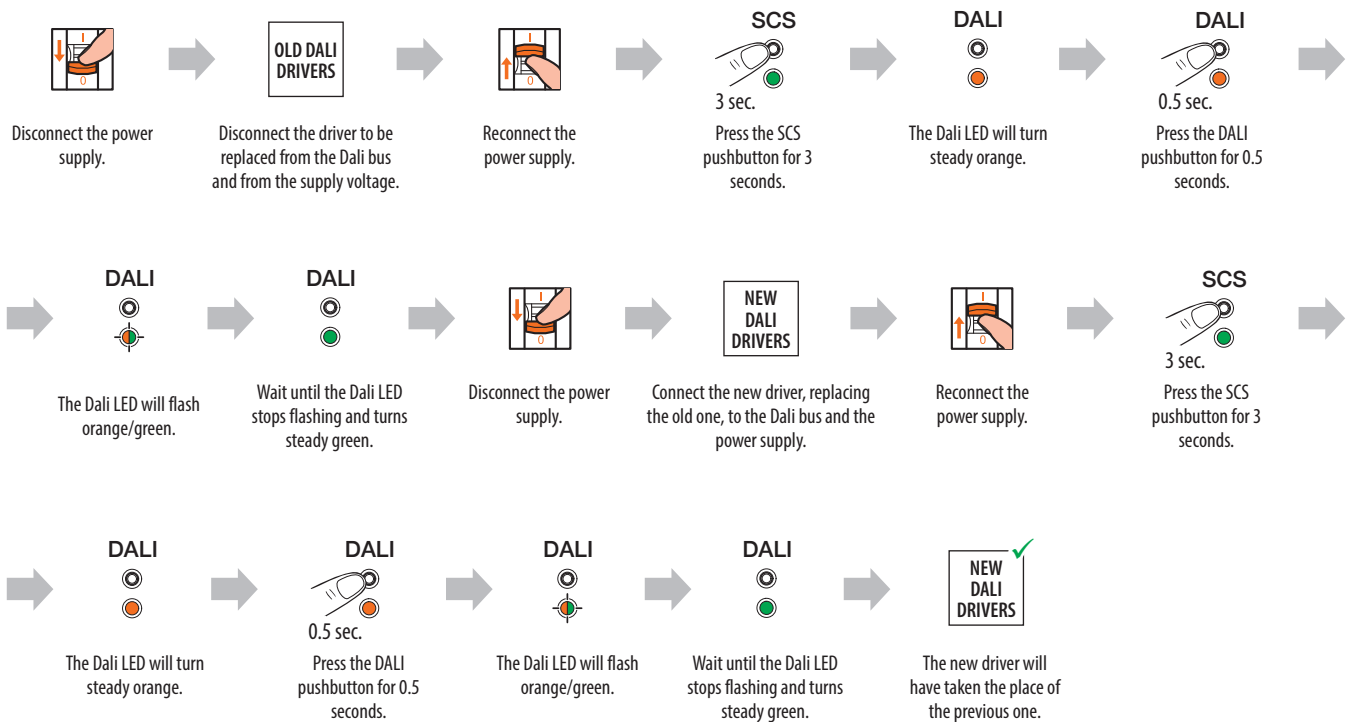 SCS
DALI
DALI
I
0
OLD DALI
DRIVERS
I
0
3 sec.
0.5 sec.
Disconnect the power
supply.
Disconnect the driver to be
replaced from the Dali bus
and from the supply voltage.
Reconnect the
power supply.
Press the SCS
pushbutton for 3
seconds.
The Dali LED will turn
steady orange.
Press the DALI
pushbutton for 0.5
seconds.
DALI
DALI
SCS
I
0
NEW
DALI
DRIVERS
I
0
3 sec.
The Dali LED will flash
orange/green.
Wait until the Dali LED
stops flashing and turns
steady green.
Disconnect the power
supply.
Connect the new driver, replacing
the old one, to the Dali bus and the
power supply.
Reconnect the
power supply.
Press the SCS
pushbutton for 3
seconds.
DALI
DALI
DALI
DALI
NEW
DALI
DRIVERS
0.5 sec.
The Dali LED will turn
steady orange.
Press the DALI
pushbutton for 0.5
seconds.
The Dali LED will flash
orange/green.
Wait until the Dali LED
stops flashing and turns
steady green.
The new driver will
have taken the place of
the previous one.